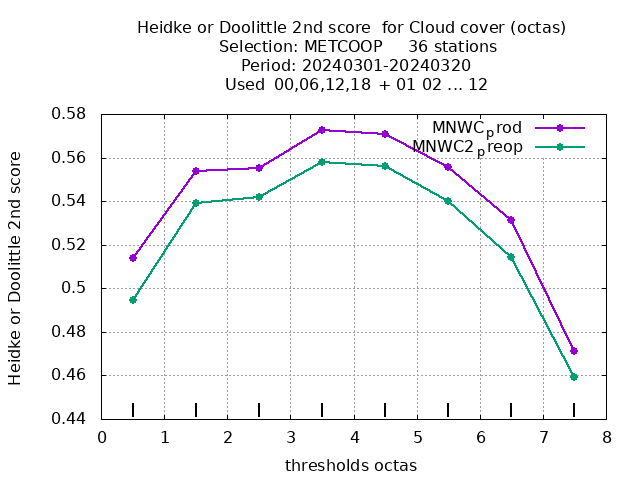 Heidke or Doolittle 2nd score  for Cloud cover (octas)
Selection: METCOOP     36 stations
Period: 20240301-20240320
Used  00,06,12,18  + 01 02 ... 12
MNWC_prod
MNWC2_preop
0.58
0.56
0.54
0.52
0.5
0.48
0.46
0.44
Heidke or Doolittle 2nd score
0 1 2 3 4 5 6 7 8
thresholds octas